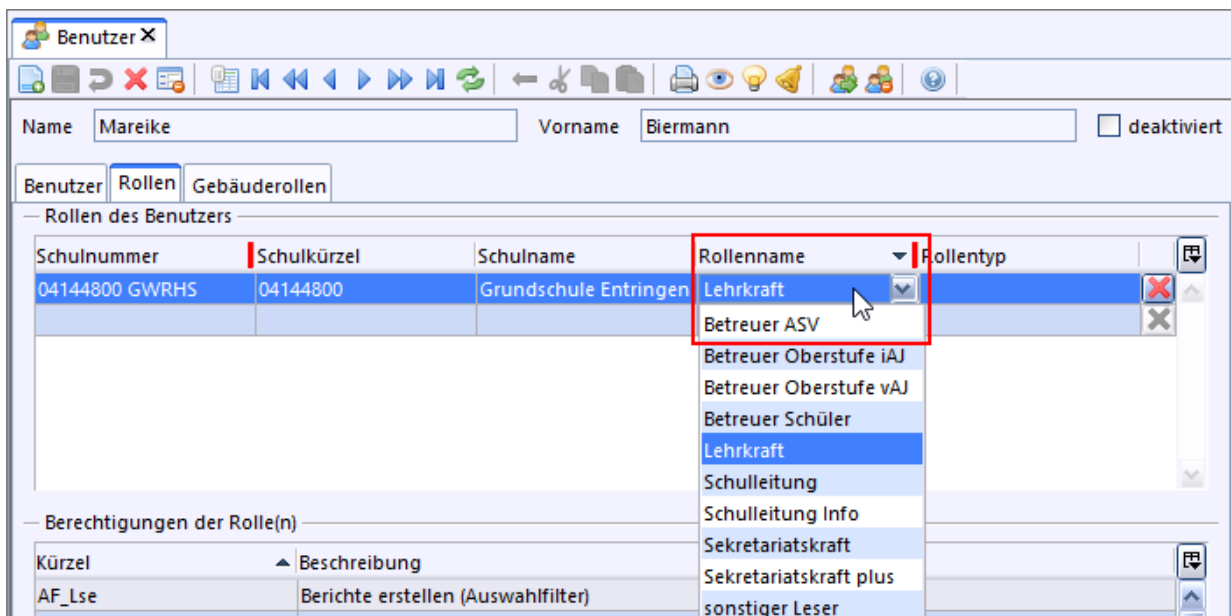 Benutzer
Name Mareike Vorname Biermann deaktiviert
Benutzer Rollen Gebäuderollen
Rollen des Benutzers
Schulnummer Schulkürzel Schulname Rollenname Rollentyp
04144800 GWRHS 04144800 Grundschule Entringen Lehrkraft
Betreuer ASV
Betreuer Oberstufe iAJ
Betreuer Oberstufe vAJ
Betreuer Schüler
Lehrkraft
Schulleitung
Schulleitung Info
Sekretariatskraft
Sekretariatskraft plus
sonstiger Leser
Berechtigungen der Rolle(n)
Kürzel Beschreibung
AF_Lse Berichte erstellen (Auswahlfilter)